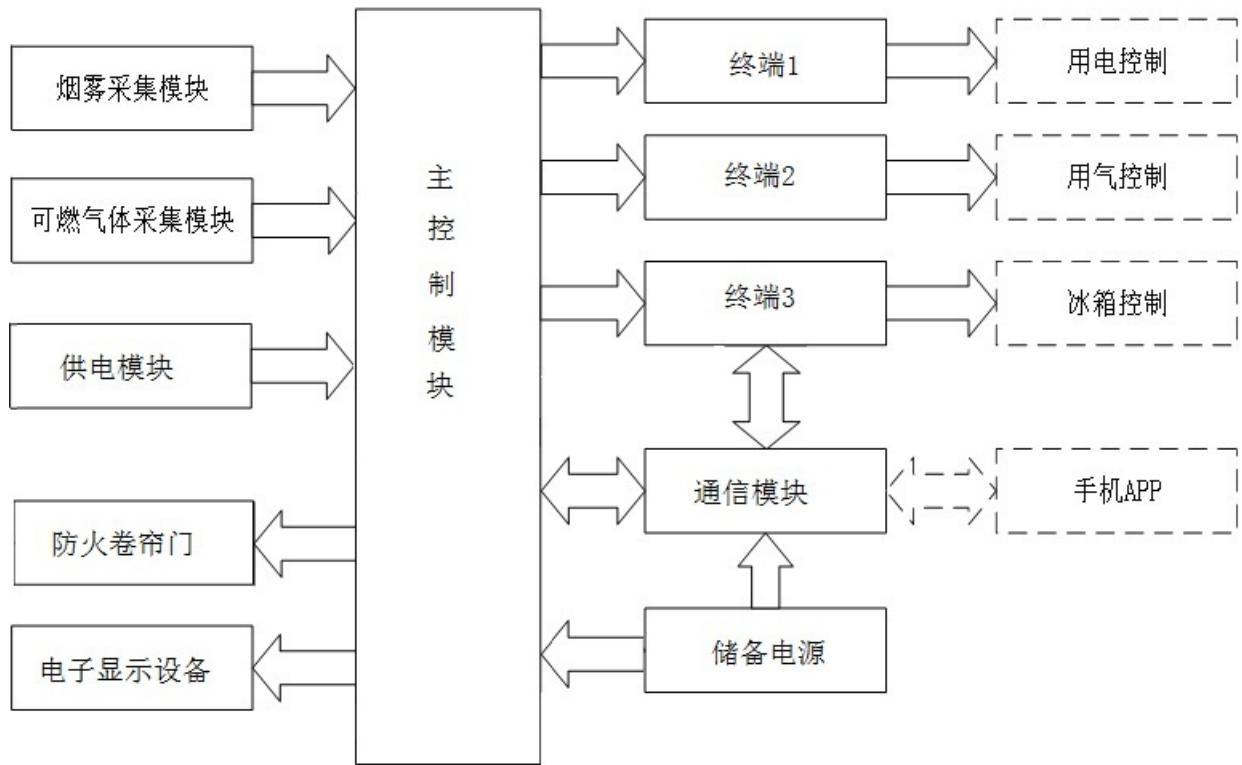 烟雾采集模块
可燃气体采集模块
供电模块
防火卷帘门
电子显示设备
主控制模块
终端1
终端2
终端3
通信模块
储备电源
用电控制
用气控制
冰箱控制
手机APP